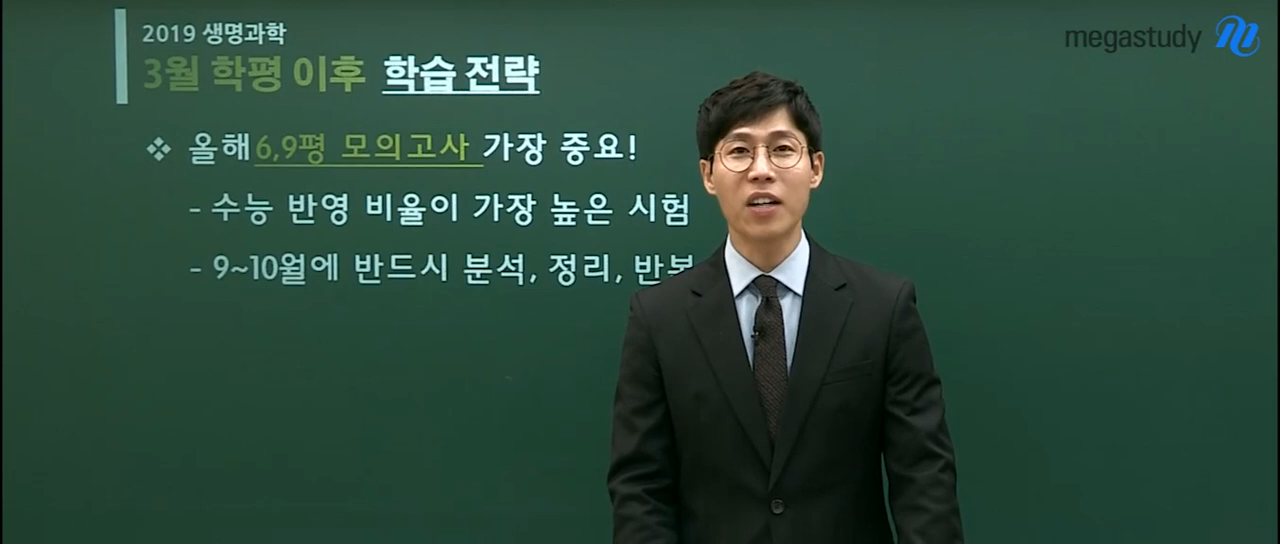 2019 생명과학
3월 학평 이후 학습 전략
megastudy
❖ 올해 6,9평 모의고사 가장 중요!
- 수능 반영 비율이 가장 높은 시험
- 9~10월에 반드시 분석, 정리,